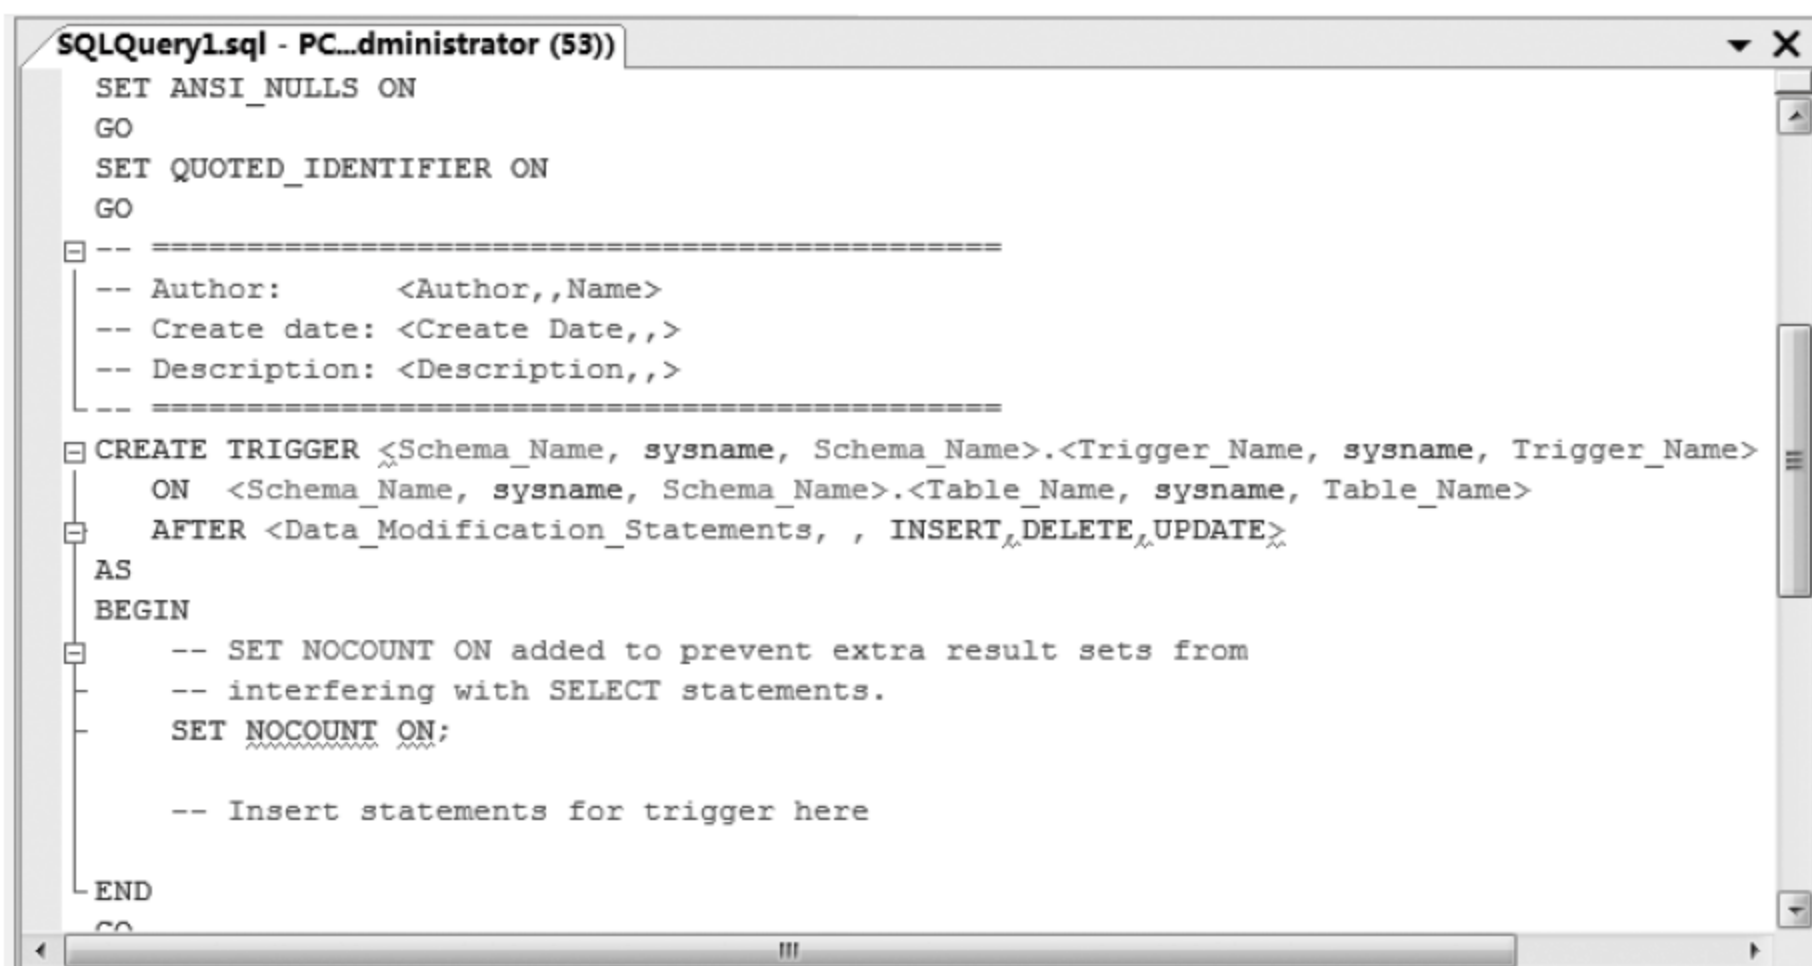 SQLQuery1.sql - PC...dministrator (53))
SET ANSI_NULLS ON
GO
SET QUOTED_IDENTIFIER ON
GO
-- =============================================
-- Author:      <Author,,Name>
-- Create date: <Create Date,,>
-- Description: <Description,,>
-- =============================================
CREATE TRIGGER <Schema_Name, sysname, Schema_Name>.<Trigger_Name, sysname, Trigger_Name>
   ON  <Schema_Name, sysname, Schema_Name>.<Table_Name, sysname, Table_Name>
   AFTER <Data_Modification_Statements, , INSERT,DELETE,UPDATE>
AS
BEGIN
    -- SET NOCOUNT ON added to prevent extra result sets from
    -- interfering with SELECT statements.
    SET NOCOUNT ON;
    -- Insert statements for trigger here
END
GO